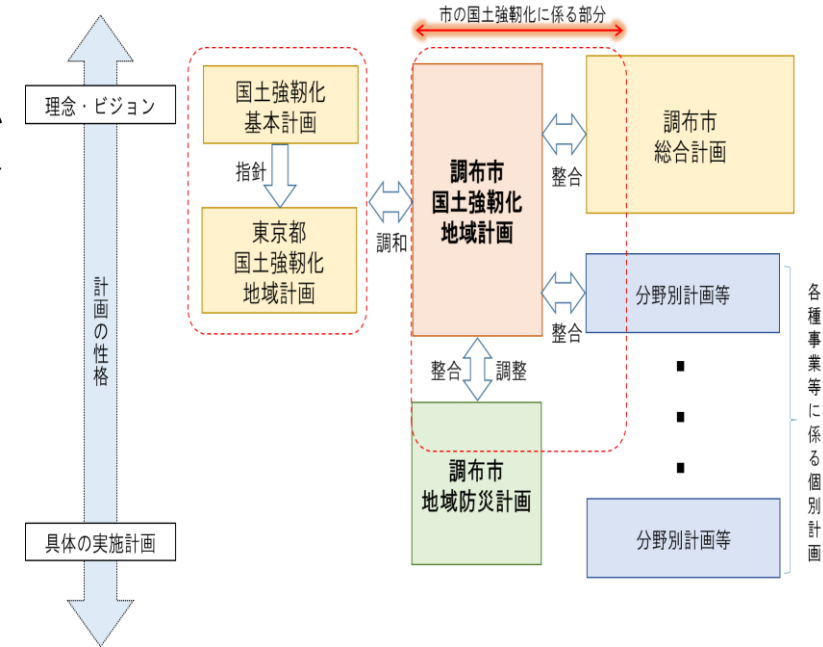 市の国土強靭化に係る部分
理念・ビジョン
国土強靭化
基本計画
指針
東京都
国土強靭化
地域計画
調和
調布市
国土強靭化
地域計画
整合
調布市
総合計画
整合
分野別計画等
整合
調整
調布市
地域防災計画
分野別計画等
計画の性格
具体の実施計画
各種事業等に係る個別計画